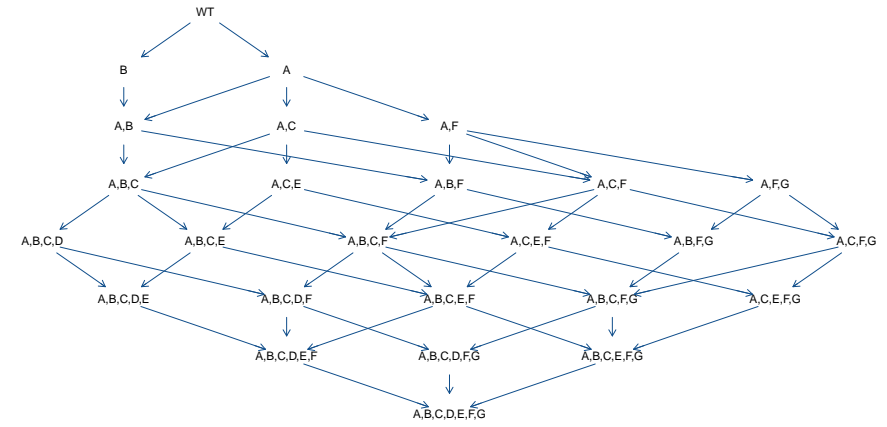 WT
B
A
A,B
A,C
A,F
A,B,C
A,C,E
A,B,F
A,C,F
A,F,G
A,B,C,D
A,B,C,E
A,B,C,F
A,C,E,F
A,B,F,G
A,C,F,G
A,B,C,D,E
A,B,C,D,F
A,B,C,E,F
A,B,C,F,G
A,C,E,F,G
A,B,C,D,E,F
A,B,C,D,F,G
A,B,C,E,F,G
A,B,C,D,E,F,G